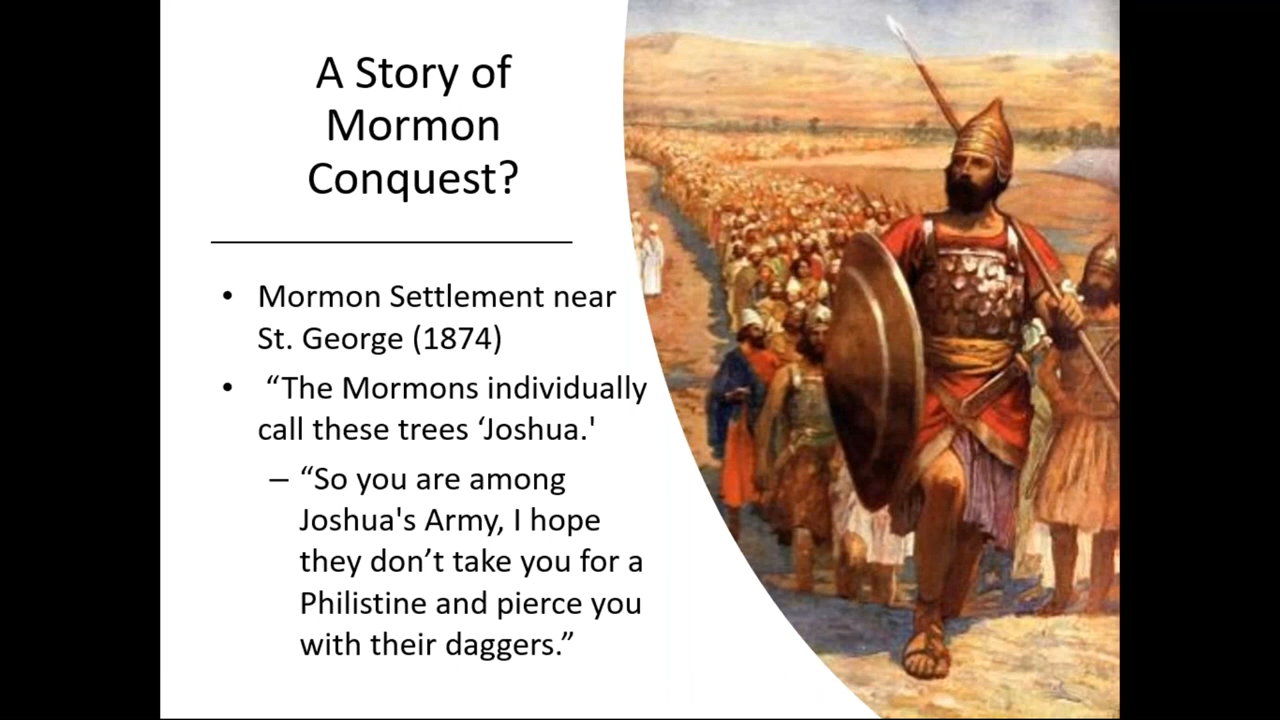 A Story of
Mormon
Conquest?
• Mormon Settlement near
St. George (1874)
• “The Mormons individually
call these trees ‘Joshua.'
– “So you are among
Joshua's Army, I hope
they don’t take you for a
Philistine and pierce you
with their daggers.”